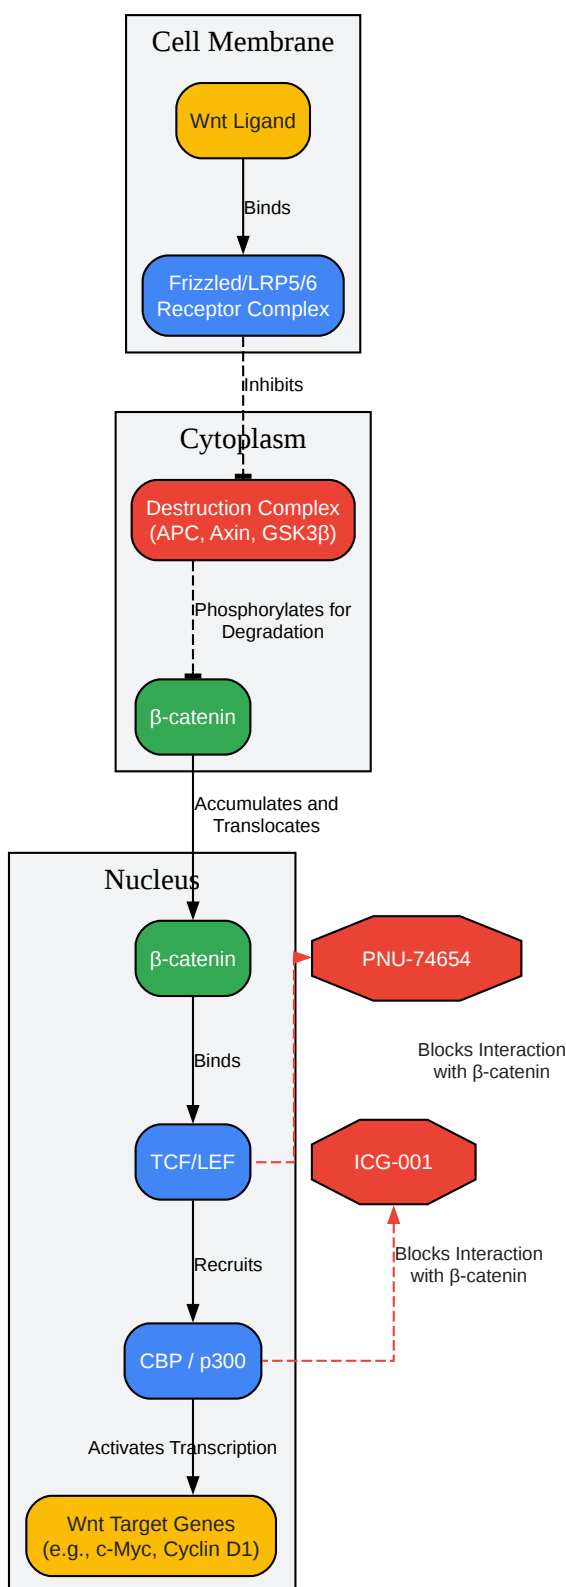 Cell Membrane
Wnt Ligand
Binds
Frizzled/LRP5/6
Receptor Complex
Inhibits
Cytoplasm
Destruction Complex
(APC, Axin, GSK3β)
Phosphorylates for
Degradation
β-catenin
Accumulates and
Translocates
Nucleus
β-catenin
PNU-74654
Blocks Interaction
with β-catenin
Binds
TCF/LEF
ICG-001
Recruits
Blocks Interaction
with β-catenin
CBP / p300
Activates Transcription
Wnt Target Genes
(e.g., c-Myc, Cyclin D1)